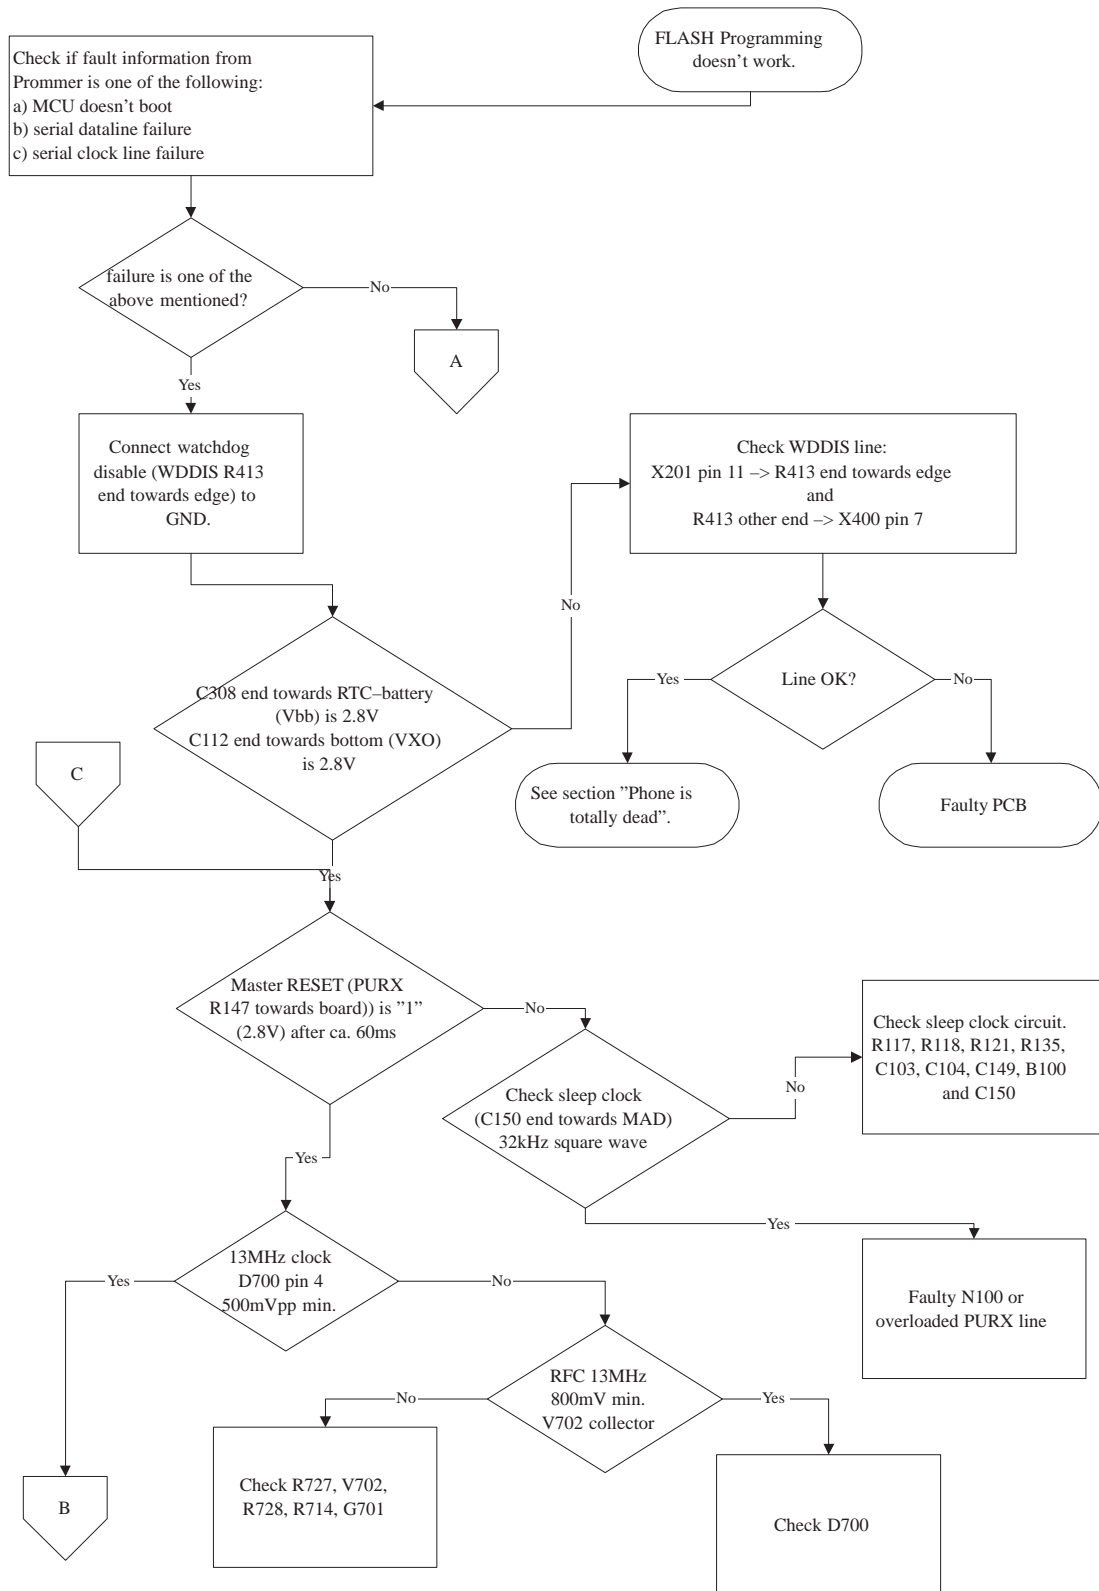 FLASH Programming
doesn't work.
Check if fault information from
Prommer is one of the following:
a) MCU doesn't boot
b) serial dataline failure
c) serial clock line failure
failure is one of the
above mentioned?
No
A
Yes
Connect watchdog
disable (WDDIS R413
end towards edge) to
GND.
Check WDDIS line:
X201 pin 11 –> R413 end towards edge
and
R413 other end –> X400 pin 7
No
Line OK?
Yes
No
C308 end towards RTC–battery
(Vbb) is 2.8V
C112 end towards bottom (VXO)
is 2.8V
C
See section ”Phone is
totally dead”.
Faulty PCB
Yes
Master RESET (PURX
R147 towards board)) is ”1”
(2.8V) after ca. 60ms
No
Check sleep clock circuit.
R117, R118, R121, R135,
C103, C104, C149, B100
and C150
Check sleep clock
(C150 end towards MAD)
32kHz square wave
No
Yes
Yes
13MHz clock
D700 pin 4
500mVpp min.
Yes
No
Faulty N100 or
overloaded PURX line
RFC 13MHz
800mV min.
V702 collector
No
Yes
Check R727, V702,
R728, R714, G701
B
Check D700